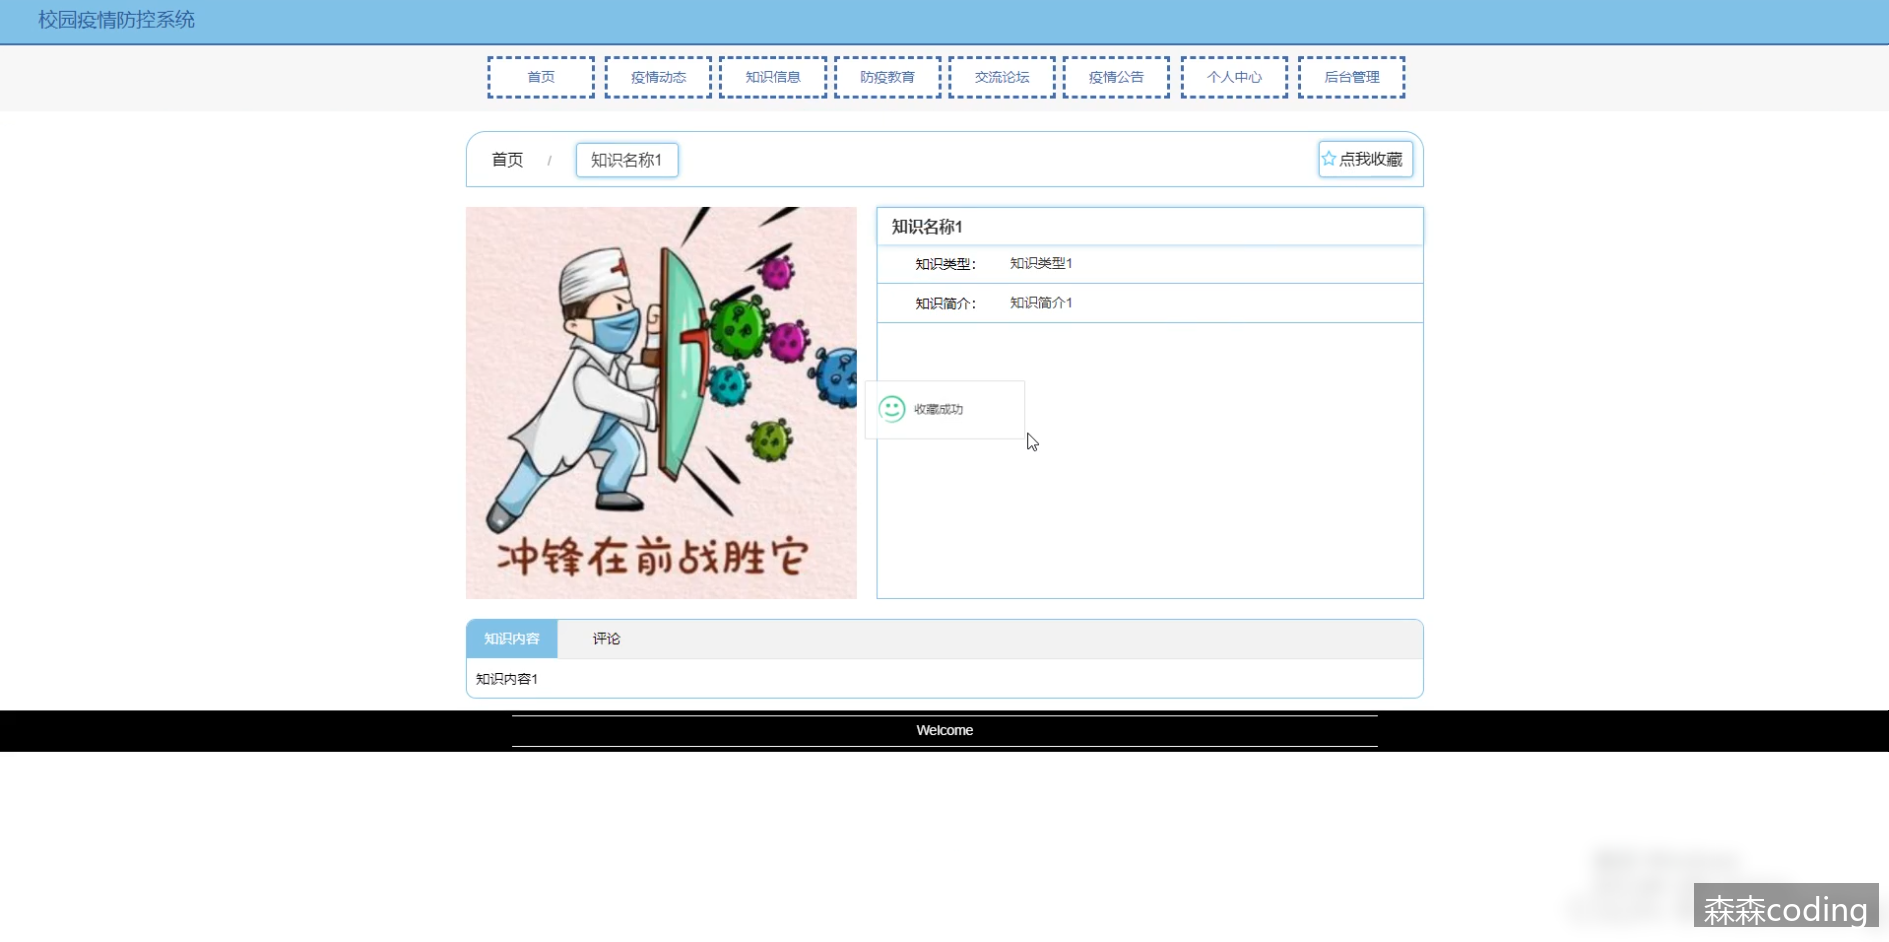 校园疫情防控系统
首页 疫情动态 知识信息 防疫教育 交流论坛 疫情公告 个人中心 后台管理
首页 / 知识名称1 点我收藏
知识名称1
知识类型： 知识类型1
知识简介： 知识简介1
收藏成功
冲锋在前战胜它
知识内容 评论
知识内容1
Welcome
森森coding